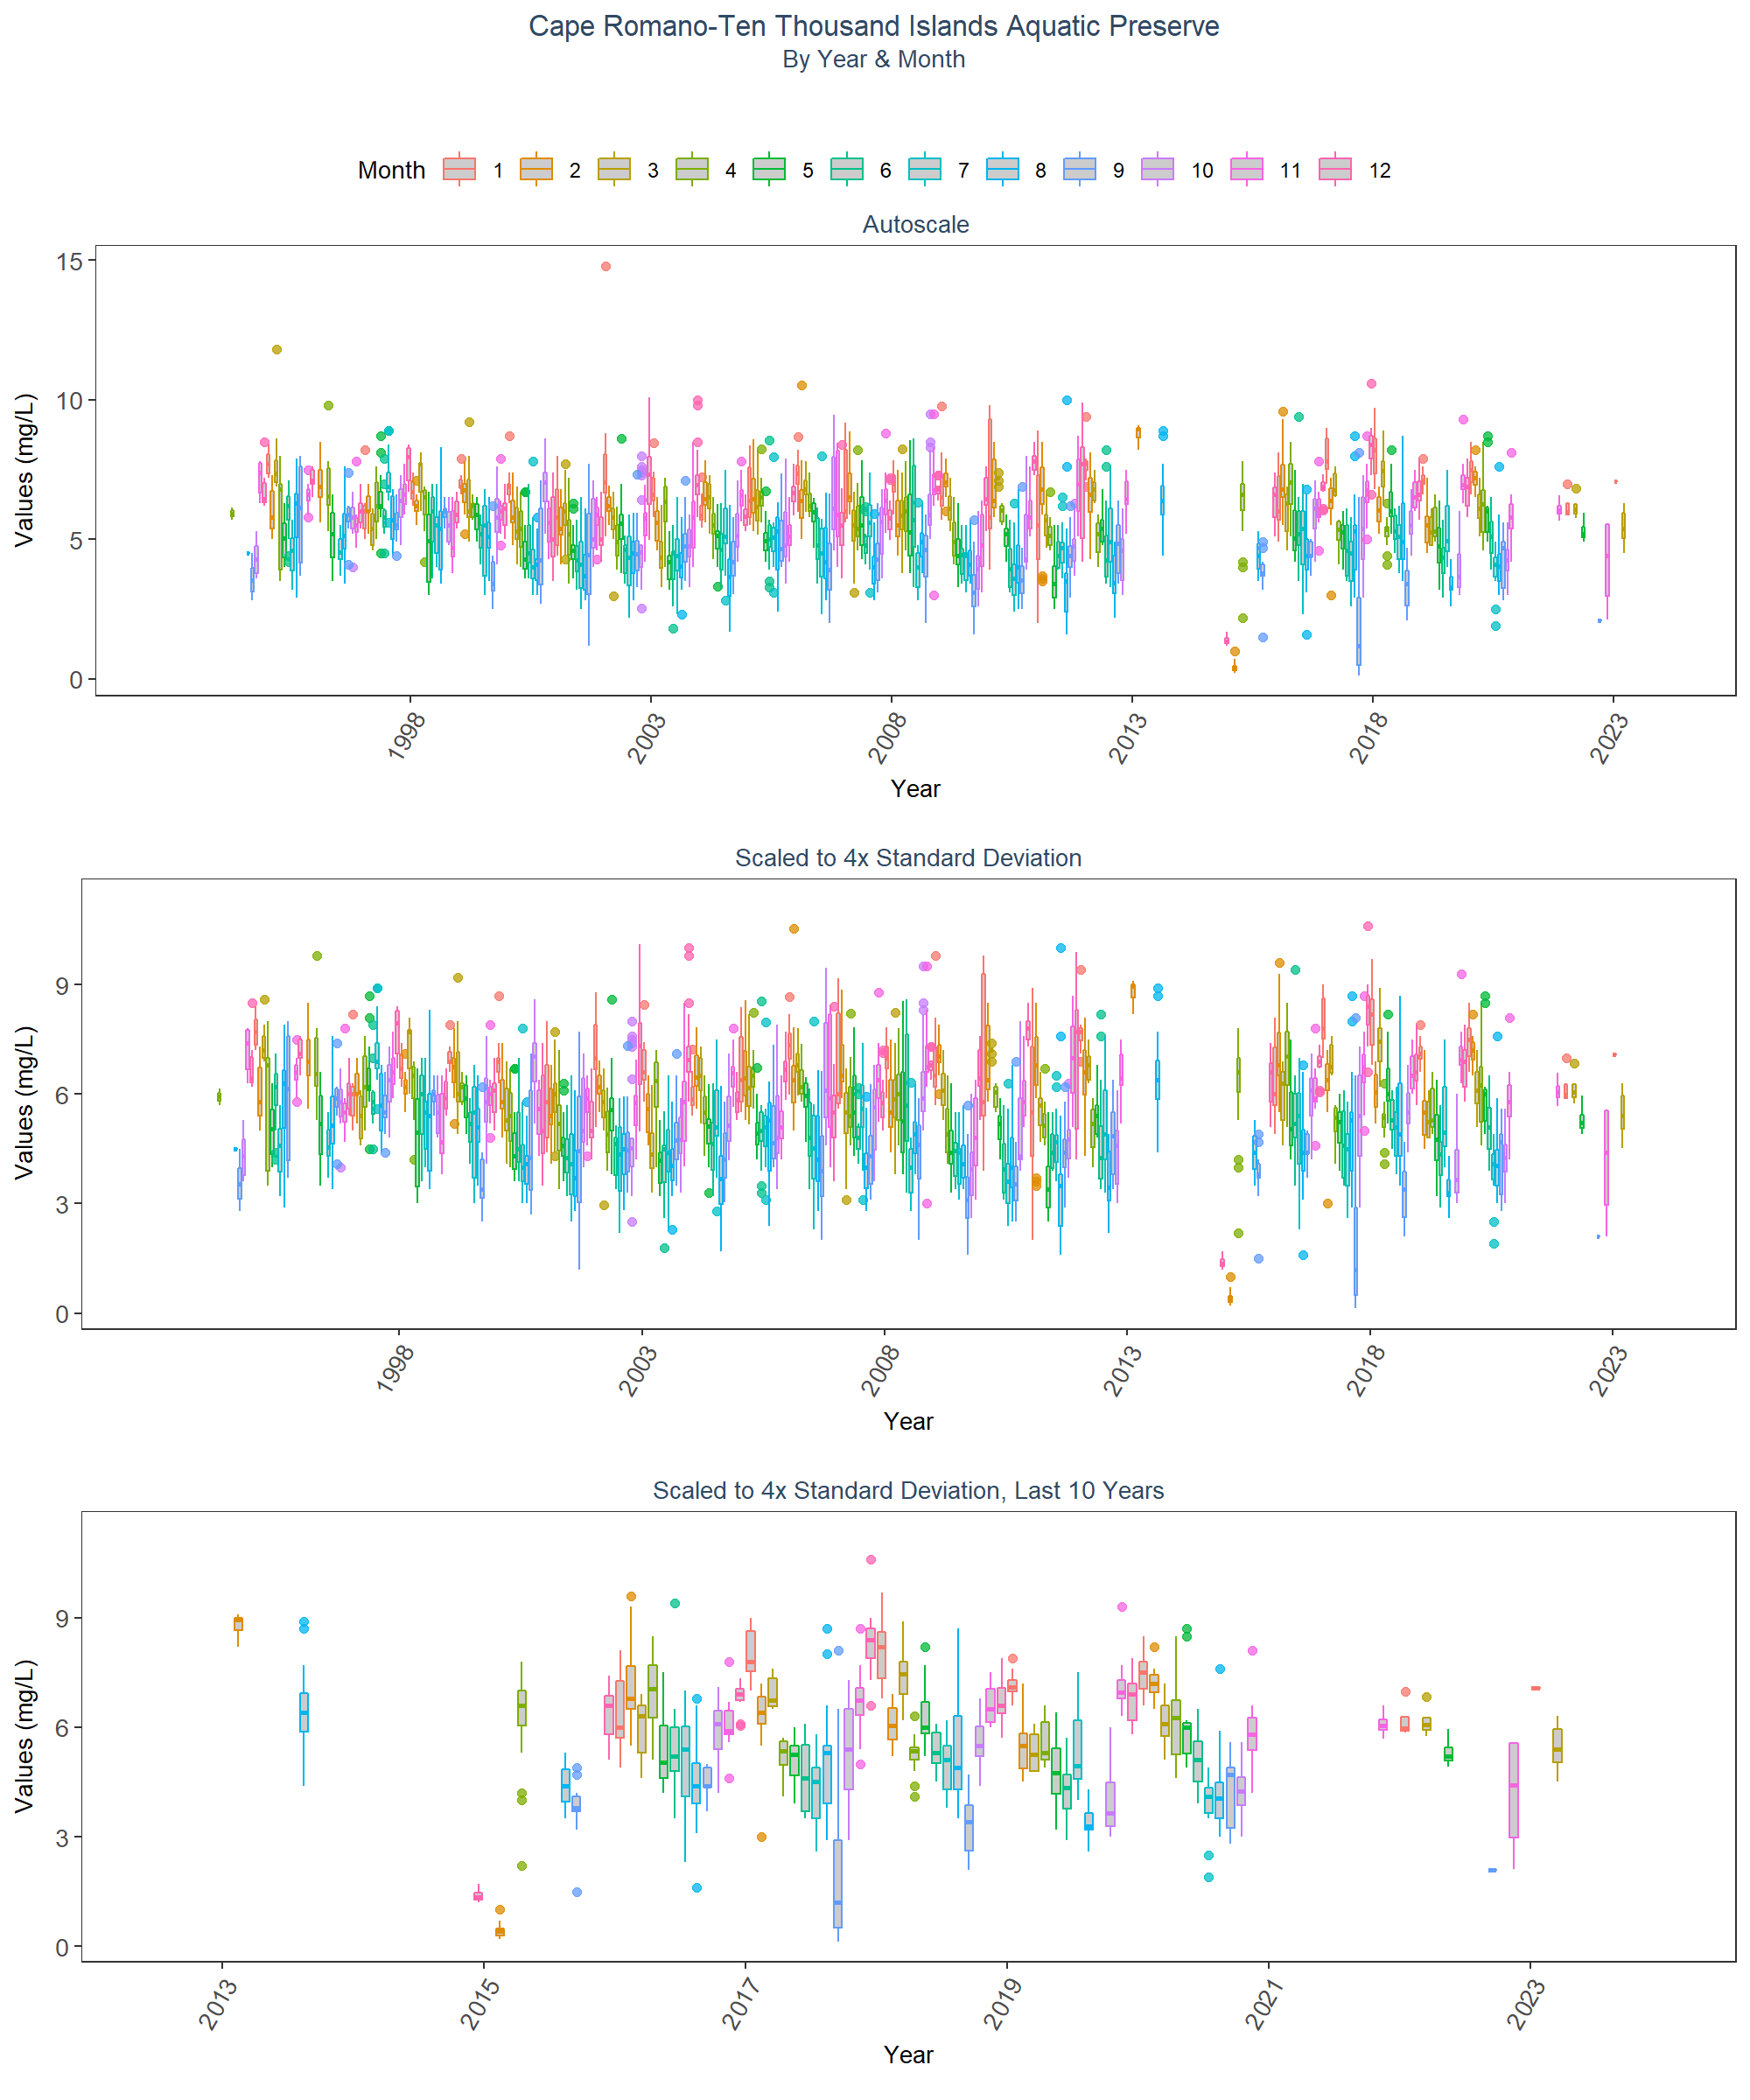 Cape Romano-Ten Thousand Islands Aquatic Preserve
By Year & Month
Month 1 2 3 4 5 6 7 8 9 10 11 12
Autoscale
Values (mg/L)
15
10
5
0
1998 2003 2008 2013 2018 2023
Year
Scaled to 4x Standard Deviation
Values (mg/L)
9
6
3
0
1998 2003 2008 2013 2018 2023
Year
Scaled to 4x Standard Deviation, Last 10 Years
Values (mg/L)
9
6
3
0
2013 2015 2017 2019 2021 2023
Year